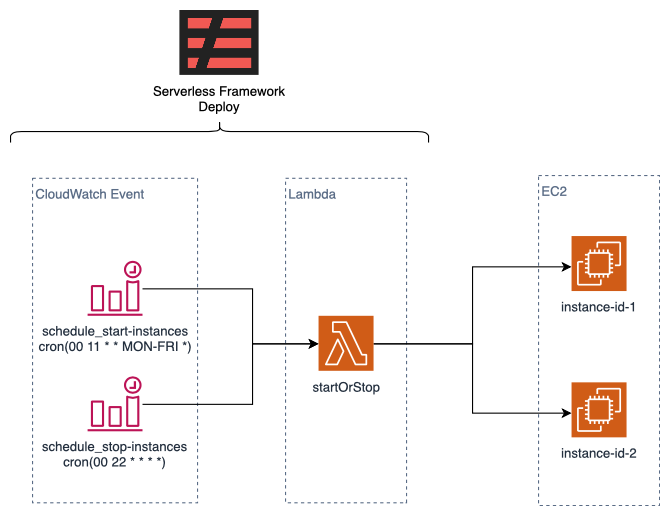 Serverless Framework
Deploy
CloudWatch Event
Lambda
EC2
schedule_start-instances
cron(00 11 * * MON-FRI *)
schedule_stop-instances
cron(00 22 * * * *)
startOrStop
instance-id-1
instance-id-2